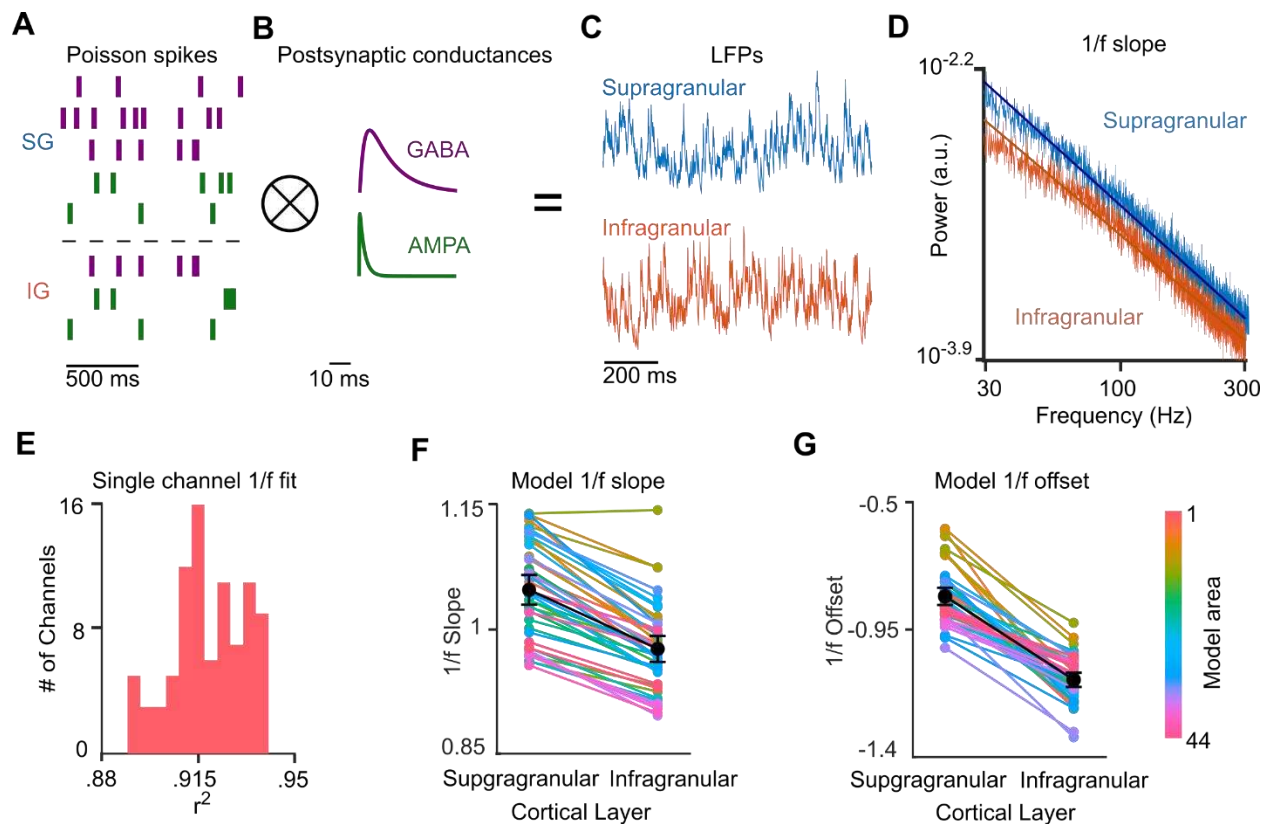 A
Poisson spikes
SG
IG
500 ms
B
Postsynaptic conductances
GABA
AMPA
10 ms
=
C
LFPs
Supragranular
Infragranular
200 ms
D
1/f slope
10-2.2
Supragranular
Power (a.u.)
Infragranular
10-3.9
30
100
300
Frequency (Hz)
E
Single channel 1/f fit
16
8
0
# of Channels
.88
.915
.95
r2
F
Model 1/f slope
1.15
1
0.85
1/f Slope
Supgragranular Infragranular
Cortical Layer
G
Model 1/f offset
-0.5
-0.95
-1.4
1/f Offset
Suppgragranular Infragranular
Cortical Layer
1
44
Model area